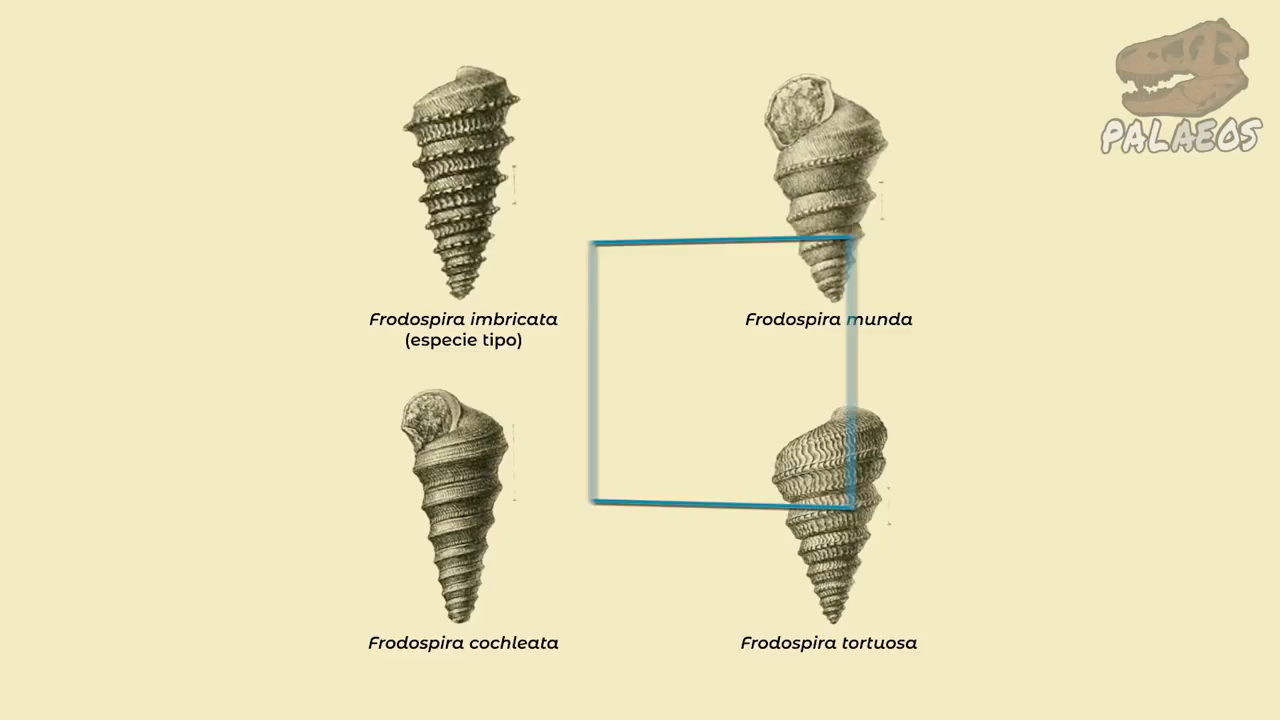 PALAEOS
Frodospira imbricata
(especie tipo)
Frodospira munda
Frodospira cochleata
Frodospira tortuosa